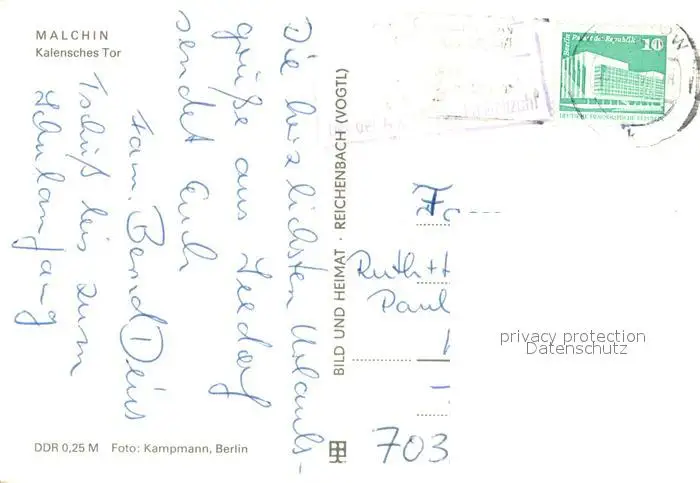 MALCHIN
Kalensches Tor
Die herzlichsten Urlaubs-
grüße aus Seedorf
sendet Euch
Fam. Bernd
Tschüß bis zum
Schulanfang
DDR 0,25 M Foto: Kampmann, Berlin
BILD UND HEIMAT · REICHENBACH (VOGTL)
Berlin Palast der Republik
10
DEUTSCHE DEMOKRATISCHE REPUBLIK
Ruth + H
Paul
703
privacy protection
Datenschutz